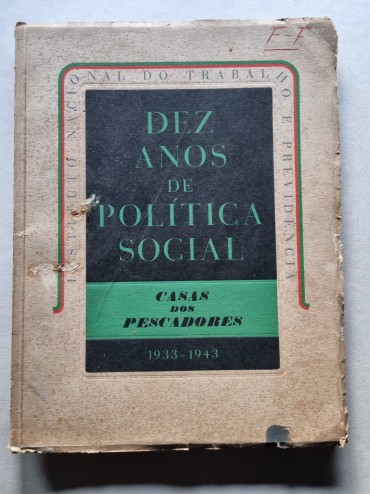 F-F
INSTITUTO NACIONAL DO TRABALHO E PREVIDÊNCIA
DEZ
ANOS
DE
POLÍTICA
SOCIAL
CASAS
DOS
PESCADORES
1933-1943